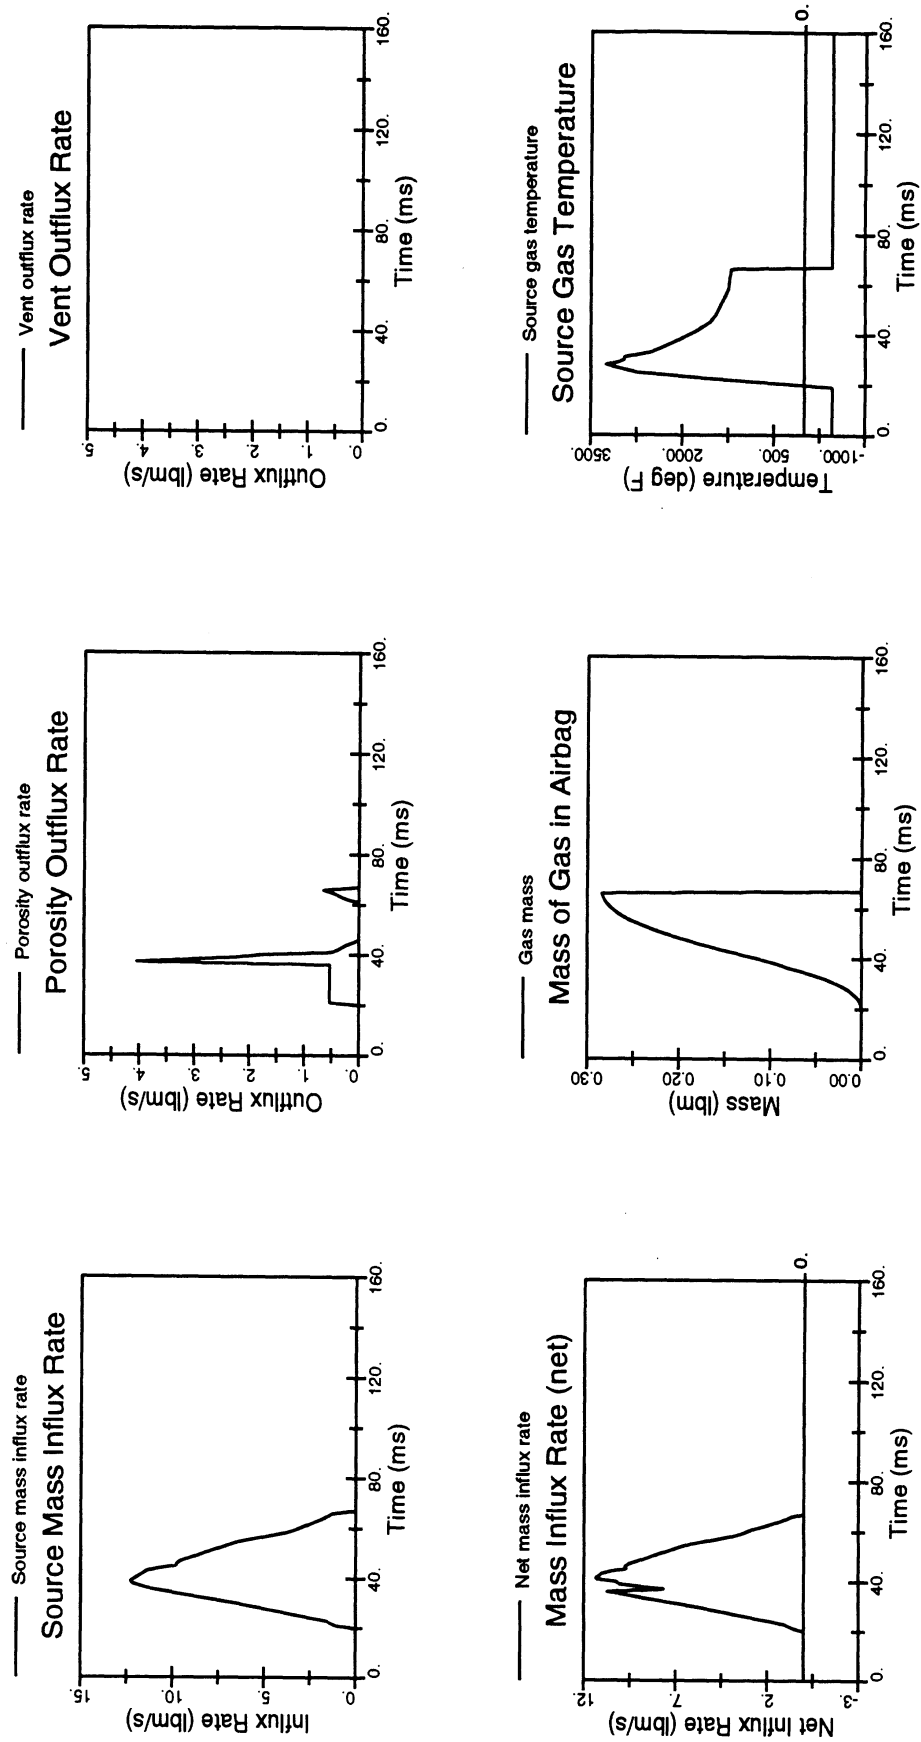 Source mass influx rate
Source Mass Influx Rate
Influx Rate (lbm/s)
15.
10.
5.
0.
0.
40.
80.
120.
160.
Time (ms)
Porosity outflux rate
Porosity Outflux Rate
Outflux Rate (lbm/s)
5.
4.
3.
2.
1.
0.
0.
40.
80.
120.
160.
Time (ms)
Vent outflux rate
Vent Outflux Rate
Outflux Rate (lbm/s)
5.
4.
3.
2.
1.
0.
0.
40.
80.
120.
160.
Time (ms)
Net mass influx rate
Mass Influx Rate (net)
Net Influx Rate (lbm/s)
12.
7.
2.
-3.
0.
0.
40.
80.
120.
160.
Time (ms)
Gas mass
Mass of Gas in Airbag
Mass (lbm)
0.30
0.20
0.10
0.00
0.
40.
80.
120.
160.
Time (ms)
Source gas temperature
Source Gas Temperature
Temperature (deg F)
3500.
2000.
500.
-1000.
0.
0.
40.
80.
120.
160.
Time (ms)